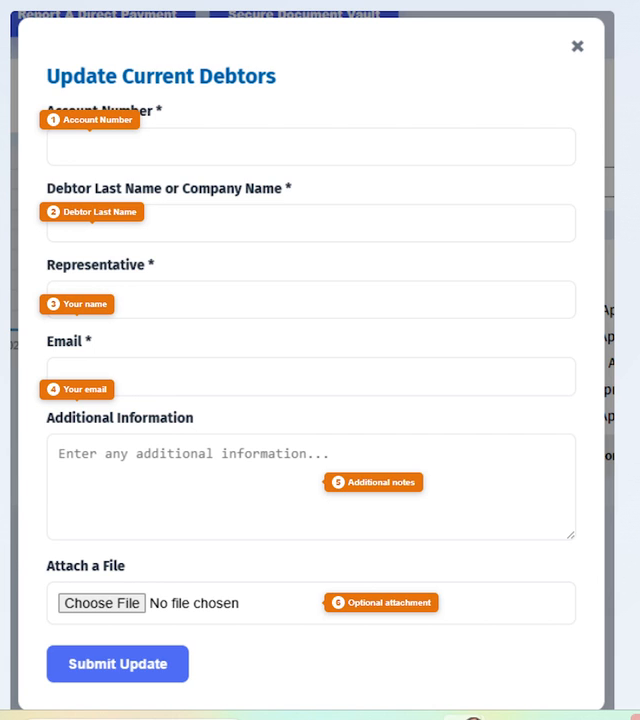 Report A Direct Payment Secure Document Vault
✖
Update Current Debtors
Account Number *
1 Account Number
Debtor Last Name or Company Name *
2 Debtor Last Name
Representative *
3 Your name
Email *
4 Your email
Additional Information
Enter any additional information...
5 Additional notes
Attach a File
Choose File No file chosen
6 Optional attachment
Submit Update